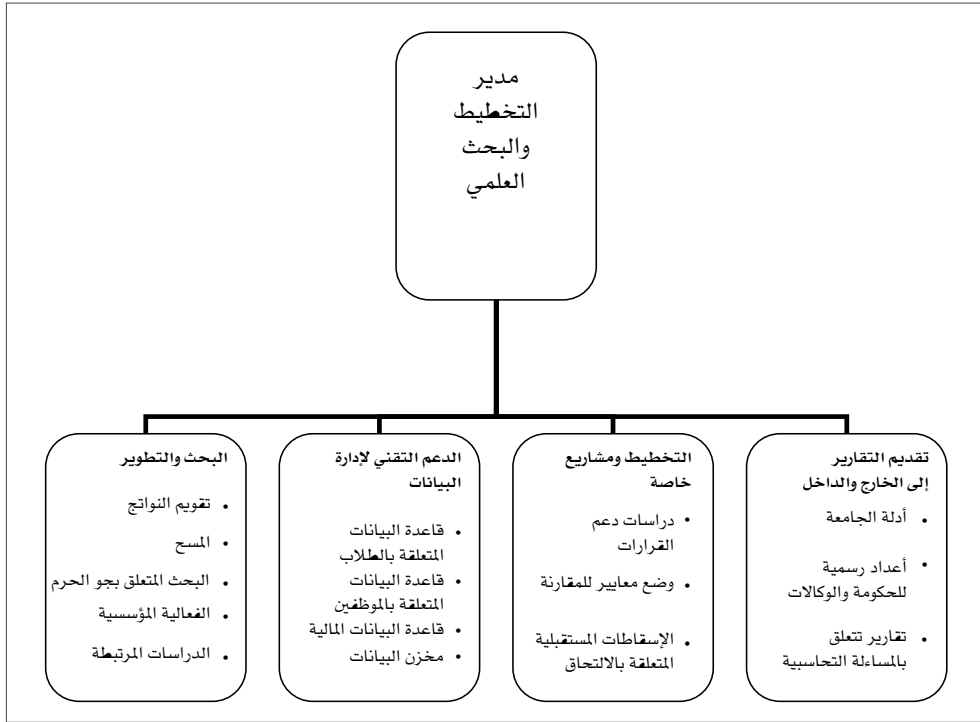 مدير
التخطيط
والبحث
العلمي
تقديم التقارير
إلى الخارج والداخل
• أدلة الجامعة
• أعداد رسمية
للحكومة والوكالات
• تقارير تتعلق
بالمساءلة التحاسبية
التخطيط ومشاريع
خاصة
• دراسات دعم
القرارات
• وضع معايير للمقارنة
• الإسقاطات المستقبلية
المتعلقة بالالتحاق
الدعم التقني لإدارة
البيانات
• قاعدة البيانات
المتعلقة بالطلاب
• قاعدة البيانات
المتعلقة بالموظفين
• قاعدة البيانات المالية
• مخزن البيانات
البحث والتطوير
• تقويم النواتج
• المسح
• البحث المتعلق بجو الحرم
• الفعالية المؤسسية
• الدراسات المرتبطة